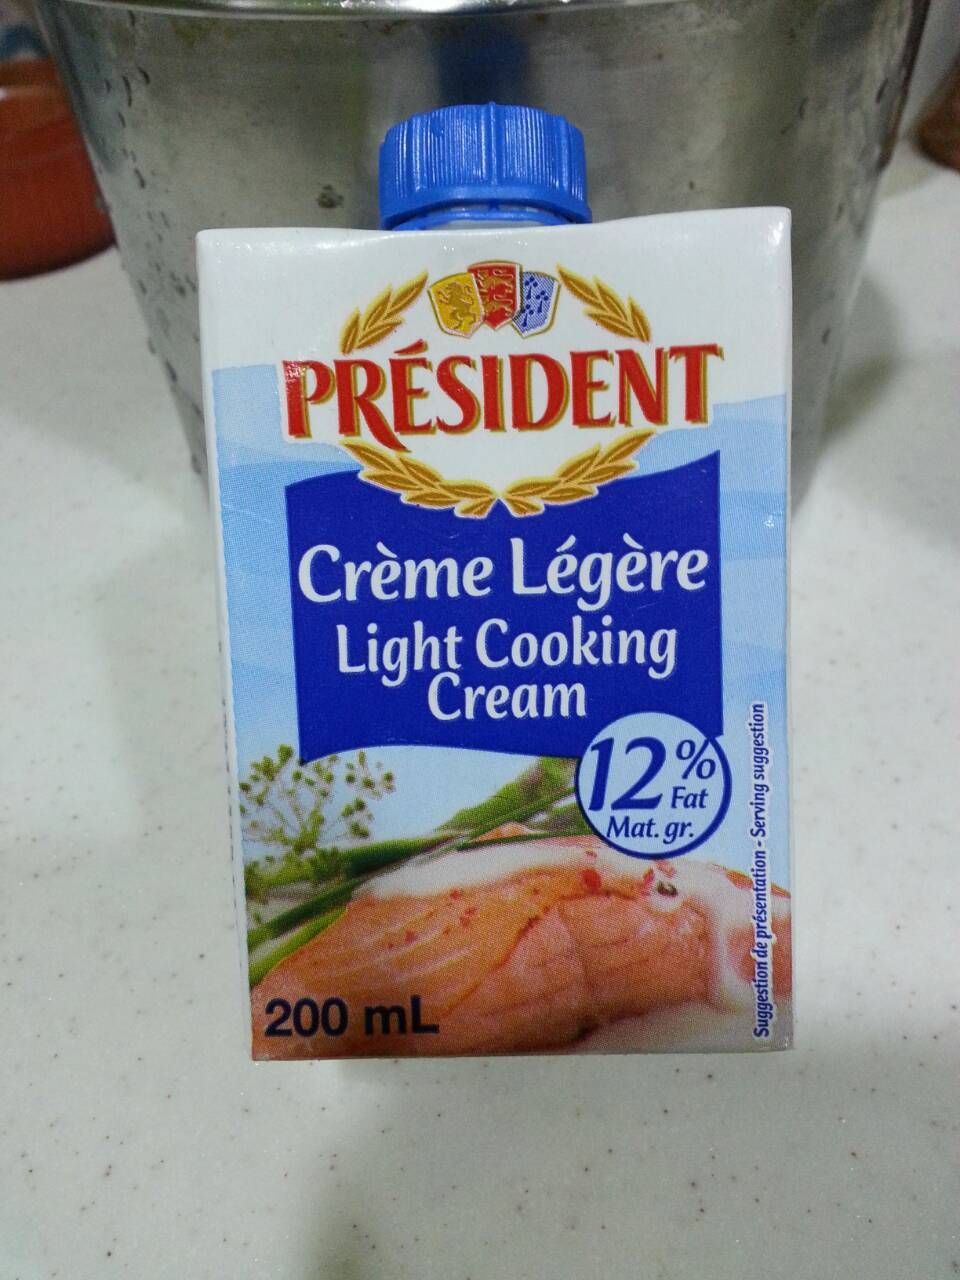 PRÉSIDENT
Crème Légère
Light Cooking
Cream
12%
Fat
Mat. gr.
200 mL
Suggestion de présentation - Serving suggestion